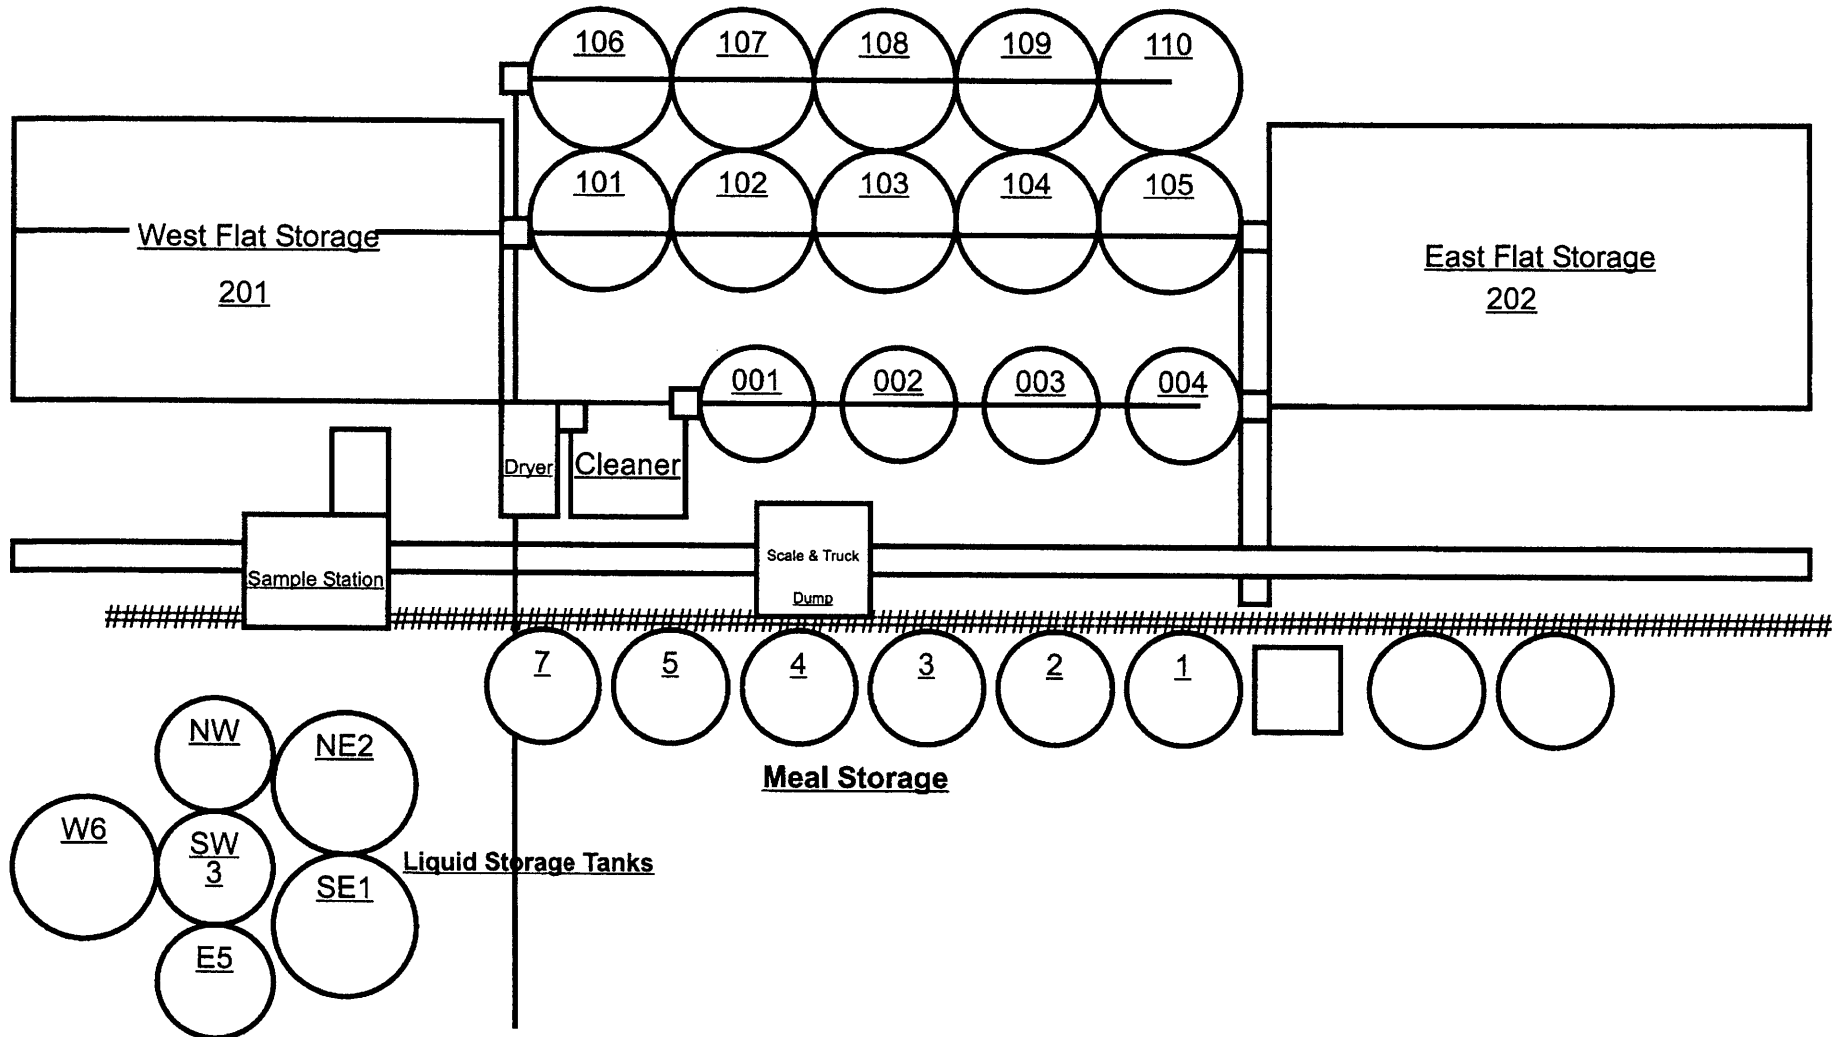 106 107 108 109 110
101 102 103 104 105
West Flat Storage
201
East Flat Storage
202
001 002 003 004
Dryer
Cleaner
Scale & Truck
Dump
Sample Station
7 5 4 3 2 1
Meal Storage
NW
NE2
W6
SW
3
SE1
E5
Liquid Storage Tanks